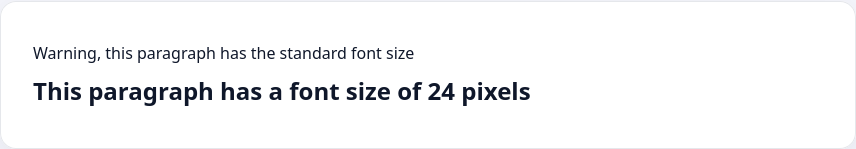 Warning, this paragraph has the standard font size
This paragraph has a font size of 24 pixels